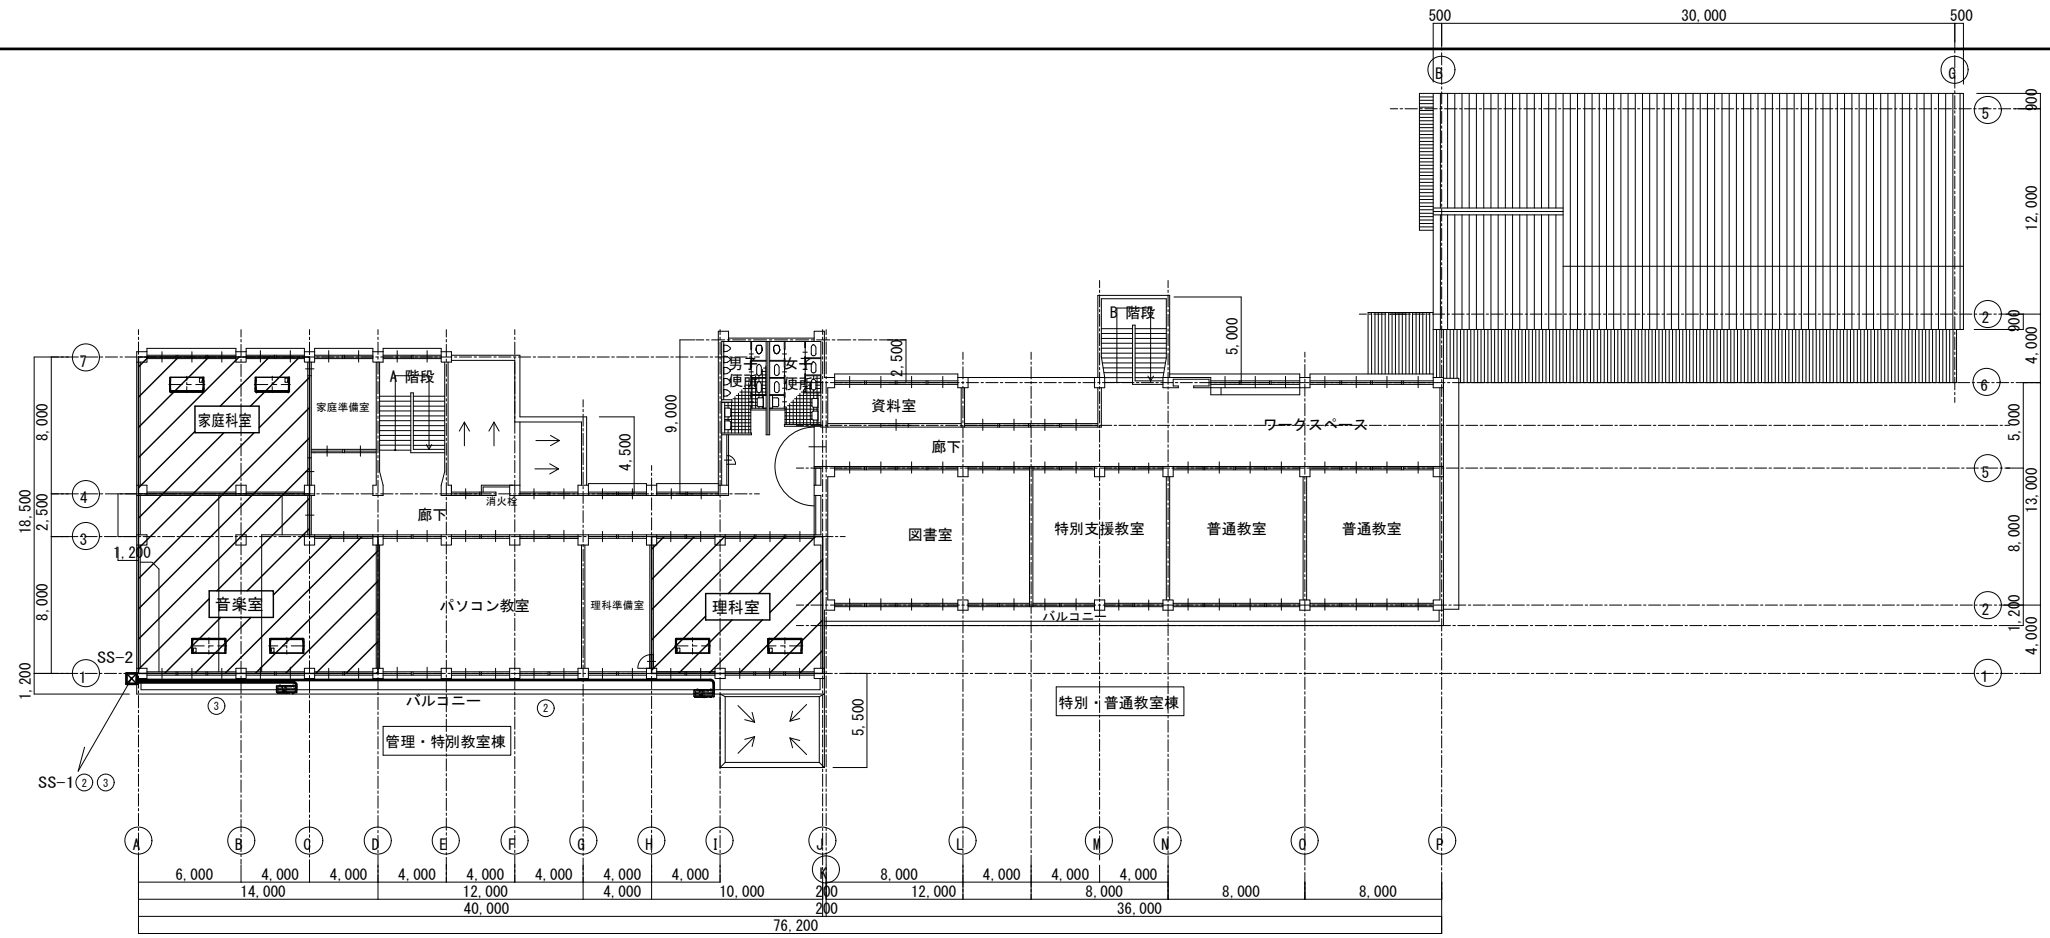 500 30,000 500
B G
5 900
12,000
2 900
4,000
6
B 階段
5,000
7
A 階段
男子
便所
女子
便所
2,500
家庭準備室
家庭科室
8,000
9,000
4,500
資料室
ワークスペース
5,000
廊下
5
4
消火栓
廊下
18,500
2,500
3
1,200
図書室
特別支援教室
普通教室
普通教室
13,000
8,000
8,000
音楽室
パソコン教室
理科準備室
理科室
2
バルコニー
1,200
4,000
SS-2
1
1
1,200
バルコニー
③
②
5,500
特別・普通教室棟
管理・特別教室棟
SS-1②③
A B C D E F G H I J K L M N O P
6,000 4,000 4,000 4,000 4,000 4,000 4,000 4,000 8,000 4,000 4,000 4,000
14,000 12,000 4,000 10,000 200 12,000 8,000 8,000 8,000
40,000 200 36,000
76,200